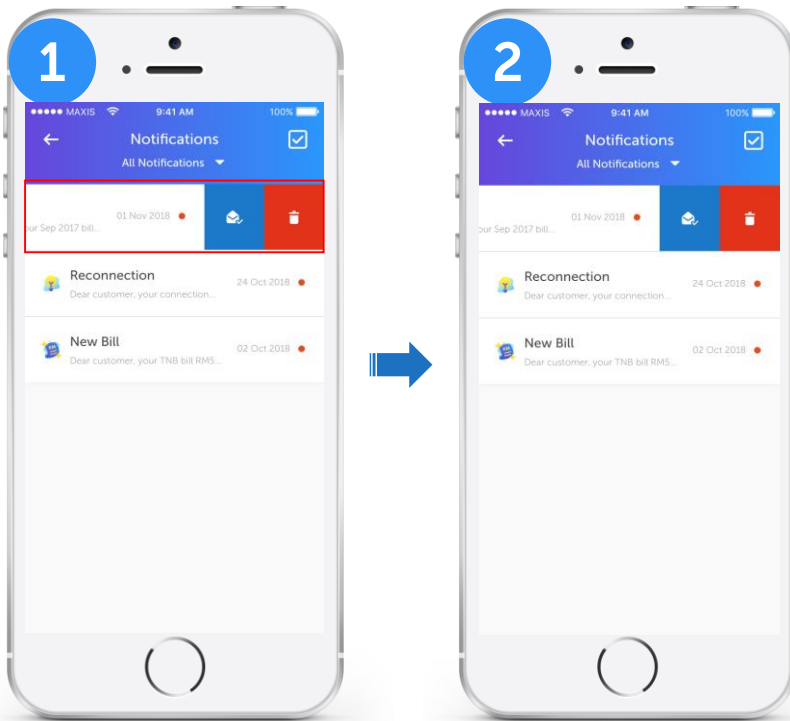 1
MAXIS 9:41 AM 100%
Notifications
All Notifications
01 Nov 2018
our Sep 2017 bill...
Reconnection
24 Oct 2018
Dear customer, your connection...
New Bill
02 Oct 2018
Dear customer, your TNB bill RM5...
2
MAXIS 9:41 AM 100%
Notifications
All Notifications
01 Nov 2018
our Sep 2017 bill...
Reconnection
24 Oct 2018
Dear customer, your connection...
New Bill
02 Oct 2018
Dear customer, your TNB bill RM5...